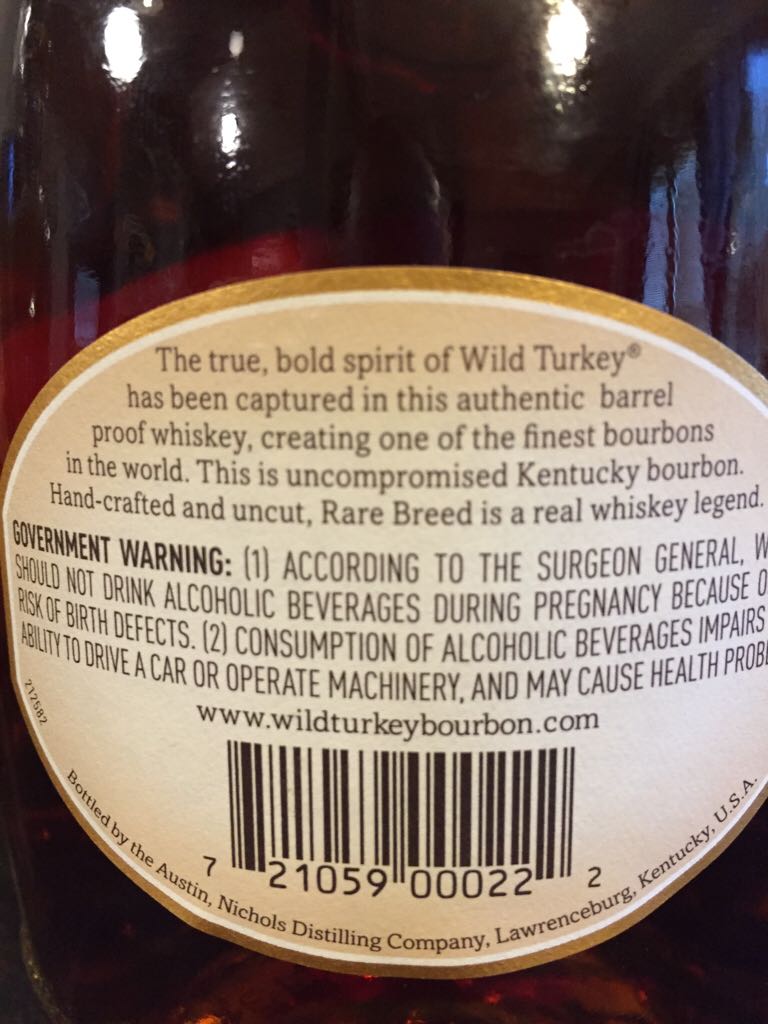 The true, bold spirit of Wild Turkey®
has been captured in this authentic barrel
proof whiskey, creating one of the finest bourbons
in the world. This is uncompromised Kentucky bourbon.
Hand-crafted and uncut, Rare Breed is a real whiskey legend.
GOVERNMENT WARNING: (1) ACCORDING TO THE SURGEON GENERAL,
SHOULD NOT DRINK ALCOHOLIC BEVERAGES DURING PREGNANCY BECAUSE
RISK OF BIRTH DEFECTS. (2) CONSUMPTION OF ALCOHOLIC BEVERAGES IMPAIRS
ABILITY TO DRIVE A CAR OR OPERATE MACHINERY, AND MAY CAUSE HEALTH
212582
www.wildturkeybourbon.com
7 21059 00022 2
Bottled by the Austin, Nichols Distilling Company, Lawrenceburg, Kentucky, U.S.A.